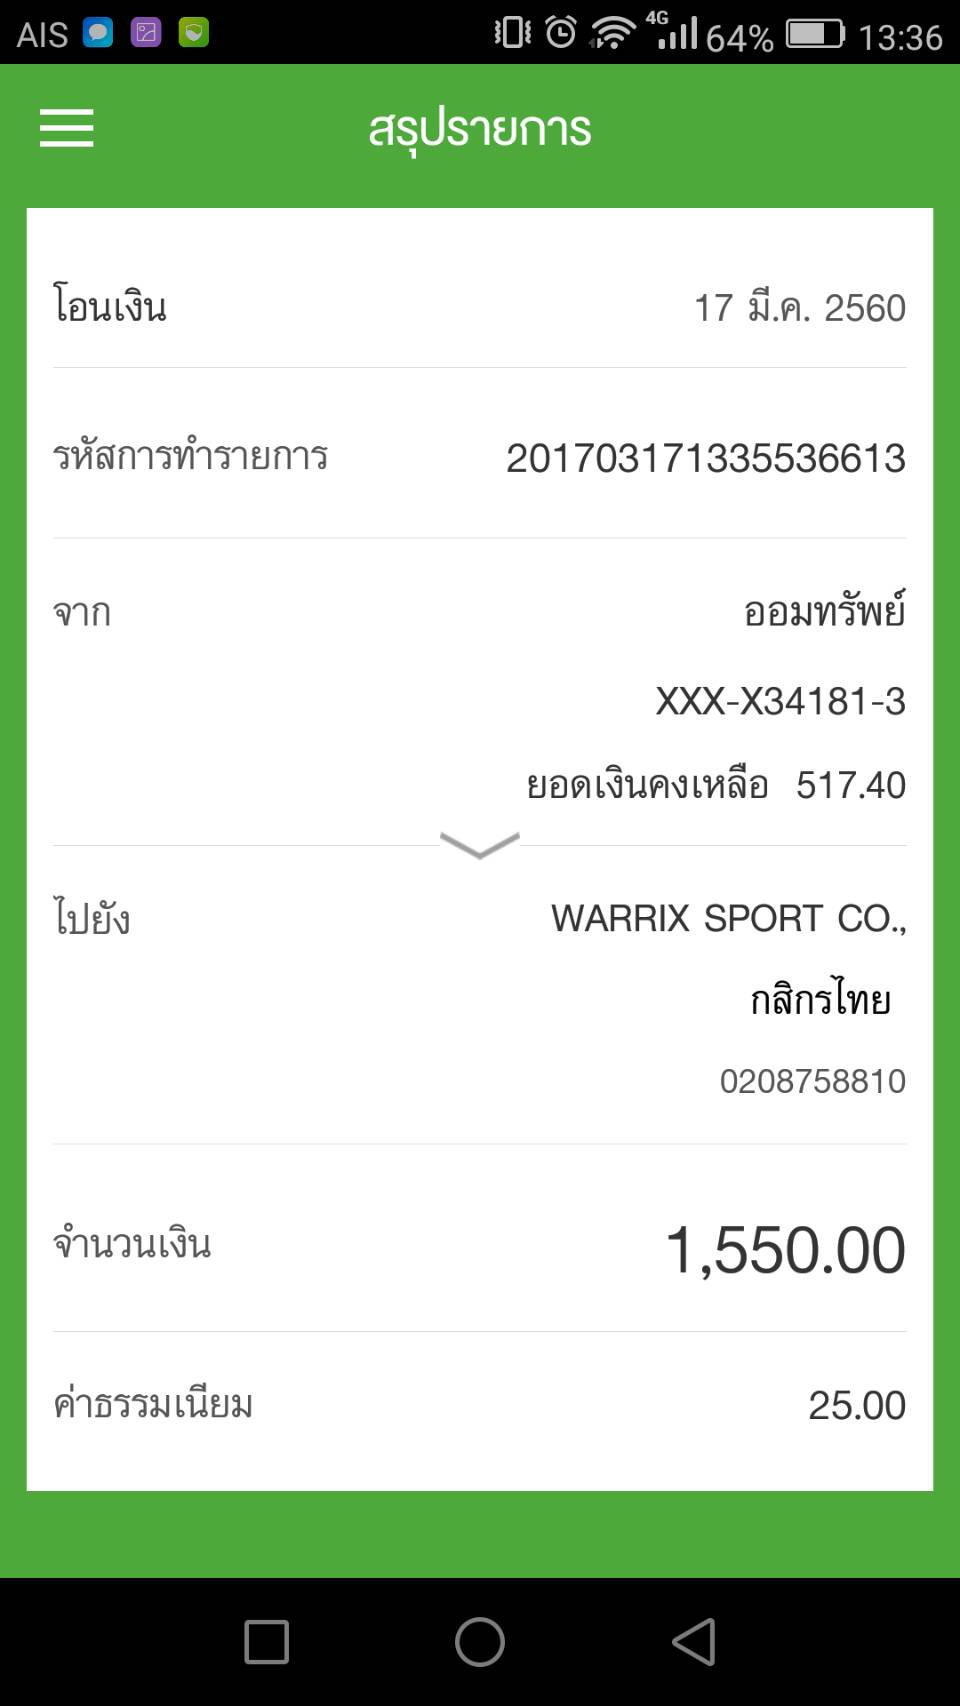 AIS 4G 64% 13:36
สรุปรายการ
โอนเงิน 17 มี.ค. 2560
รหัสการทำรายการ 201703171335536613
จาก ออมทรัพย์
XXX-X34181-3
ยอดเงินคงเหลือ 517.40
ไปยัง WARRIX SPORT CO.,
กสิกรไทย
0208758810
จำนวนเงิน 1,550.00
ค่าธรรมเนียม 25.00